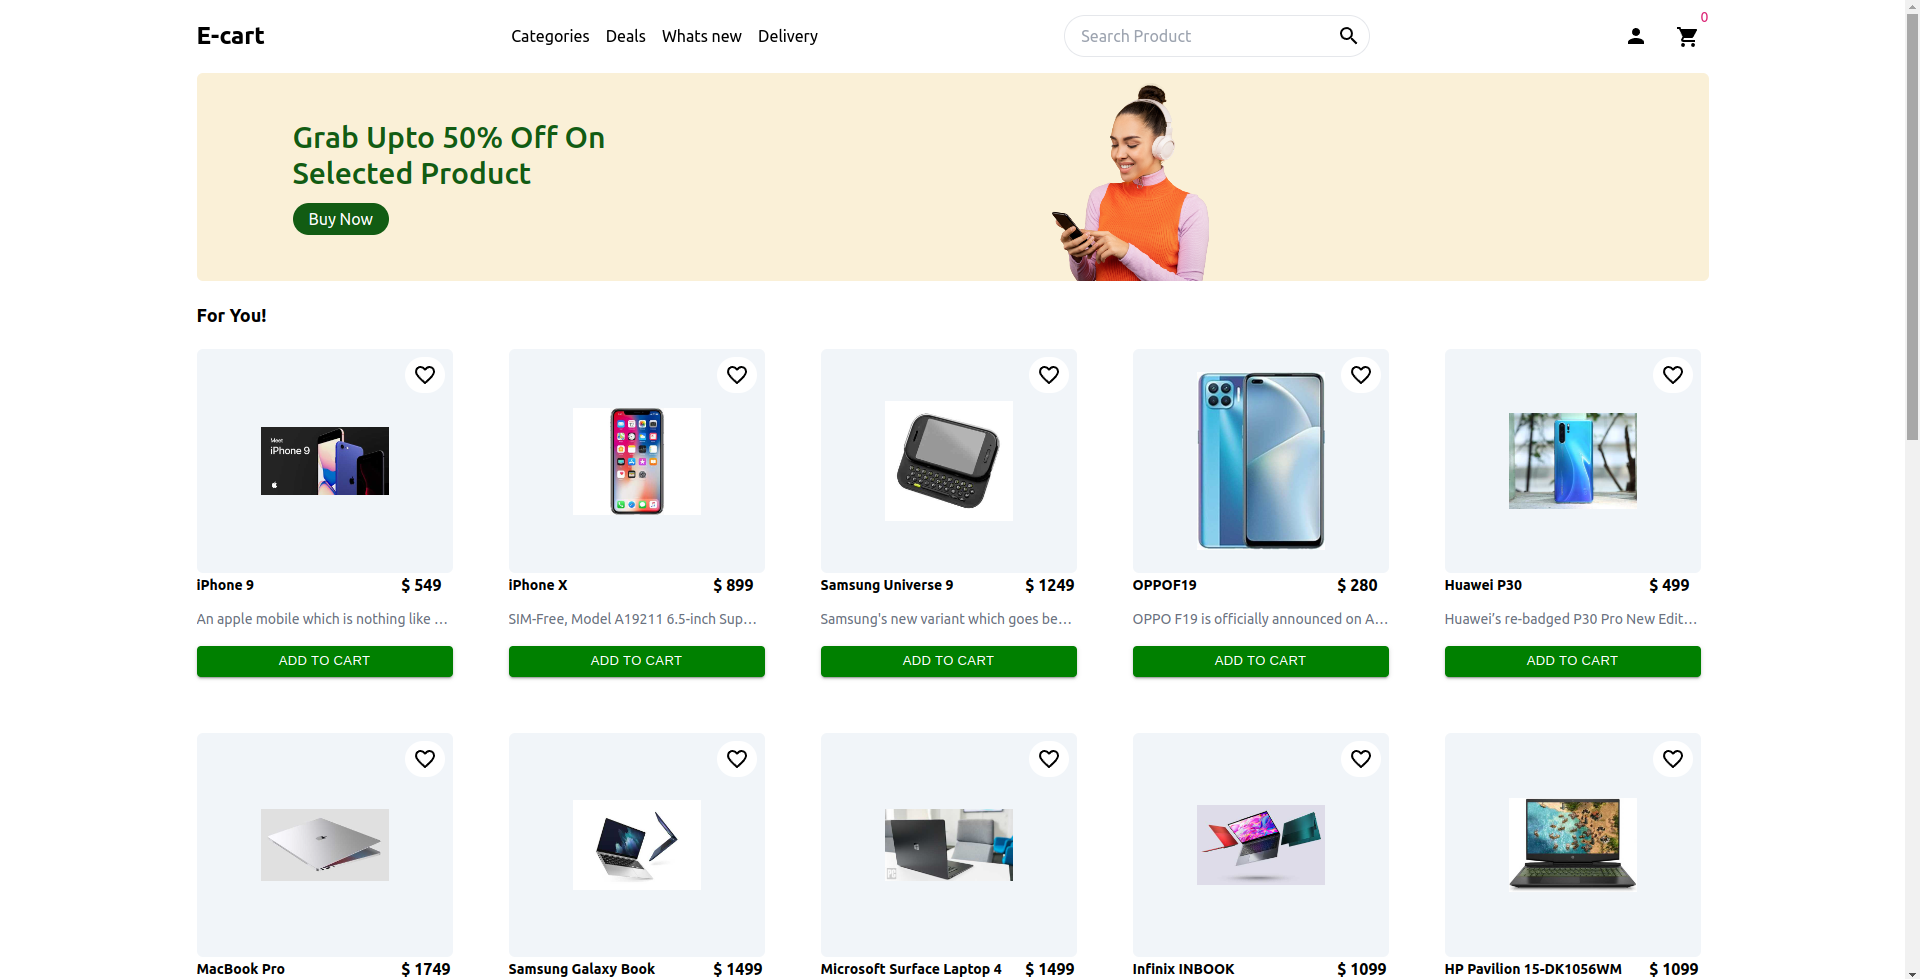 E-cart
Categories Deals Whats new Delivery
Search Product
0
Grab Upto 50% Off On
Selected Product
Buy Now
For You!
Meet
iPhone 9
iPhone 9 $ 549
An apple mobile which is nothing like ...
ADD TO CART
iPhone X $ 899
SIM-Free, Model A19211 6.5-inch Sup...
ADD TO CART
Samsung Universe 9 $ 1249
Samsung's new variant which goes be...
ADD TO CART
OPPOF19 $ 280
OPPO F19 is officially announced on A...
ADD TO CART
Huawei P30 $ 499
Huawei’s re-badged P30 Pro New Edit...
ADD TO CART
MacBook Pro $ 1749
Samsung Galaxy Book $ 1499
PC
Microsoft Surface Laptop 4 $ 1499
Infinix INBOOK $ 1099
HP Pavilion 15-DK1056WM $ 1099